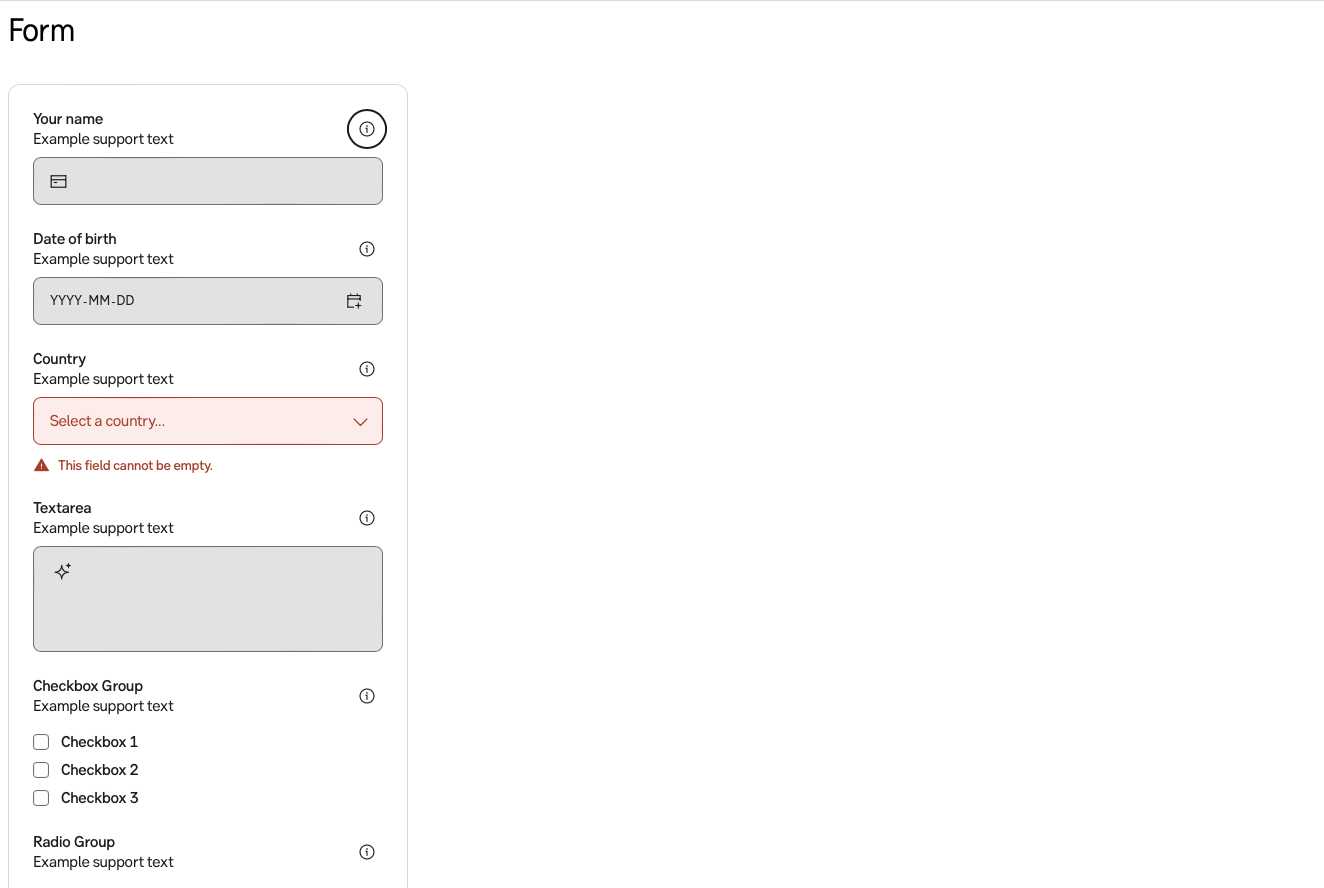 Form
Your name
Example support text
Date of birth
Example support text
YYYY-MM-DD
Country
Example support text
Select a country...
This field cannot be empty.
Textarea
Example support text
Checkbox Group
Example support text
Checkbox 1
Checkbox 2
Checkbox 3
Radio Group
Example support text